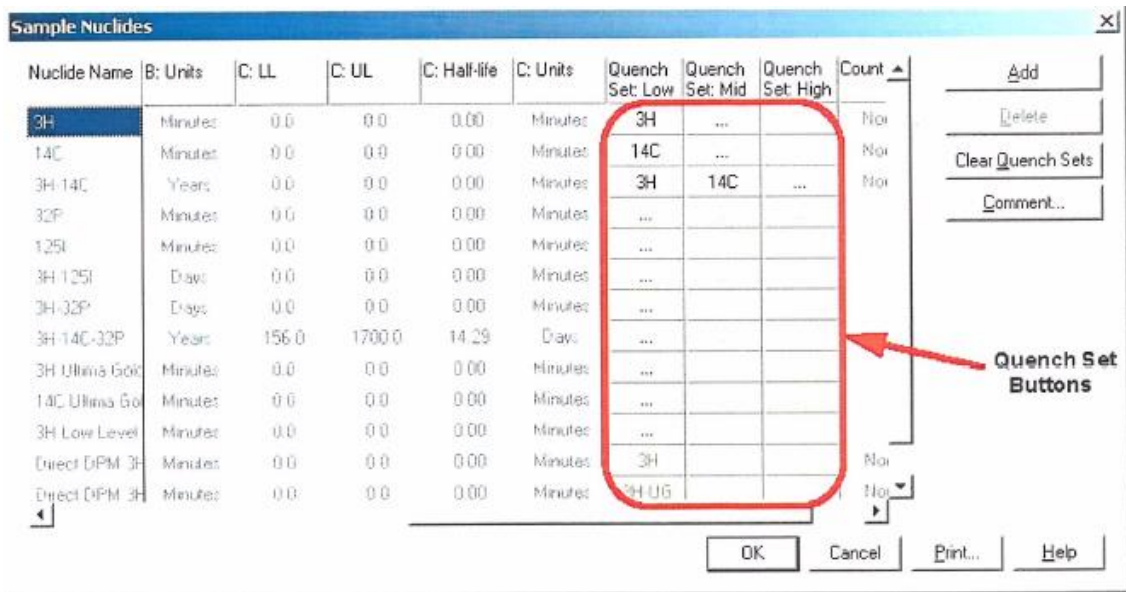 Sample Nuclides
Nuclide Name B: Units C: LL C: UL C: Half-life C: Units Quench Set: Low Quench Set: Mid Quench Set: High Count
3H Minutes 0.0 0.0 0.00 Minutes 3H ... Nor
14C Minutes 0.0 0.0 0.00 Minutes 14C ... Nor
3H-14C Years 0.0 0.0 0.00 Minutes 3H 14C ... Nor
32P Minutes 0.0 0.0 0.00 Minutes ...
125I Minutes 0.0 0.0 0.00 Minutes ...
3H-125I Days 0.0 0.0 0.00 Minutes ...
3H-32P Days 0.0 0.0 0.00 Minutes ...
3H-14C-32P Years 156.0 1700.0 14.29 Days ...
3H Ultima Gold Minutes 0.0 0.0 0.00 Minutes ...
14C Ultima Gol Minutes 0.0 0.0 0.00 Minutes ...
3H Low Level Minutes 0.0 0.0 0.00 Minutes ...
Direct DPM 3H Minutes 0.0 0.0 0.00 Minutes 3H Nor
Direct DPM 3H Minutes 0.0 0.0 0.00 Minutes 3H-UG Nor
Add
Delete
Clear Quench Sets
Comment...
Quench Set
Buttons
OK Cancel Print... Help